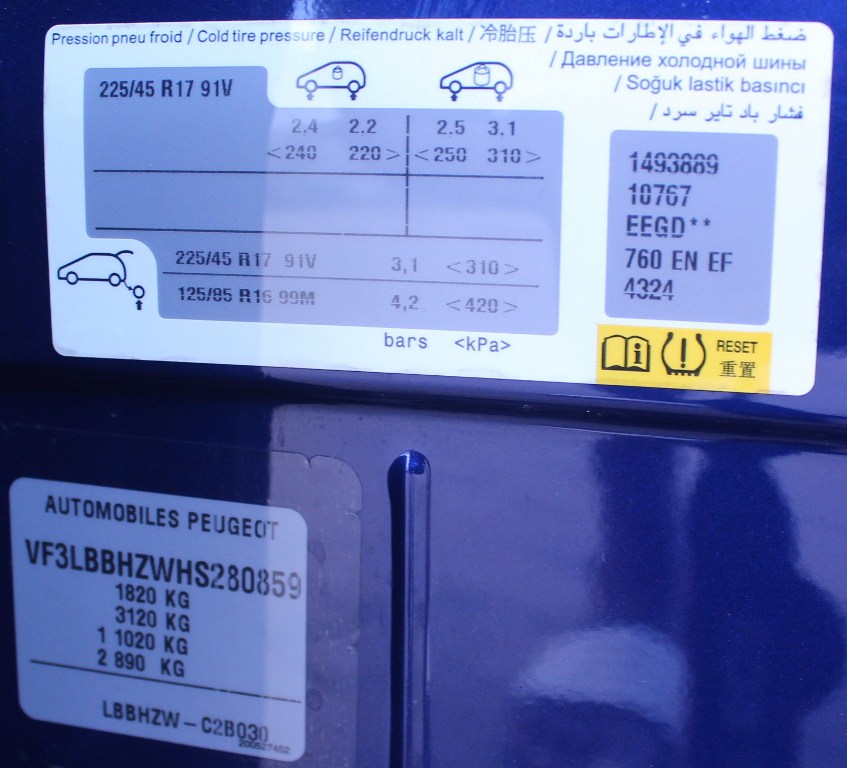 Pression pneu froid / Cold tire pressure / Reifendruck kalt / 冷胎压 / ضغط الهواء في الإطارات باردة
/ Давление холодной шины
/ Soğuk lastik basıncı
/ فشار باد تایر سرد
225/45 R17 91V
2.4 2.2 2.5 3.1
<240 220> <250 310>
225/45 R17 91V 3,1 <310>
125/85 R16 99M 4,2 <420>
bars <kPa>
1493889
10767
EEGD**
760 EN EF
4324
RESET
重置
AUTOMOBILES PEUGEOT
VF3LBBHZWHS280859
1820 KG
3120 KG
1 1020 KG
2 890 KG
LBBHZW-C2B030
200527452